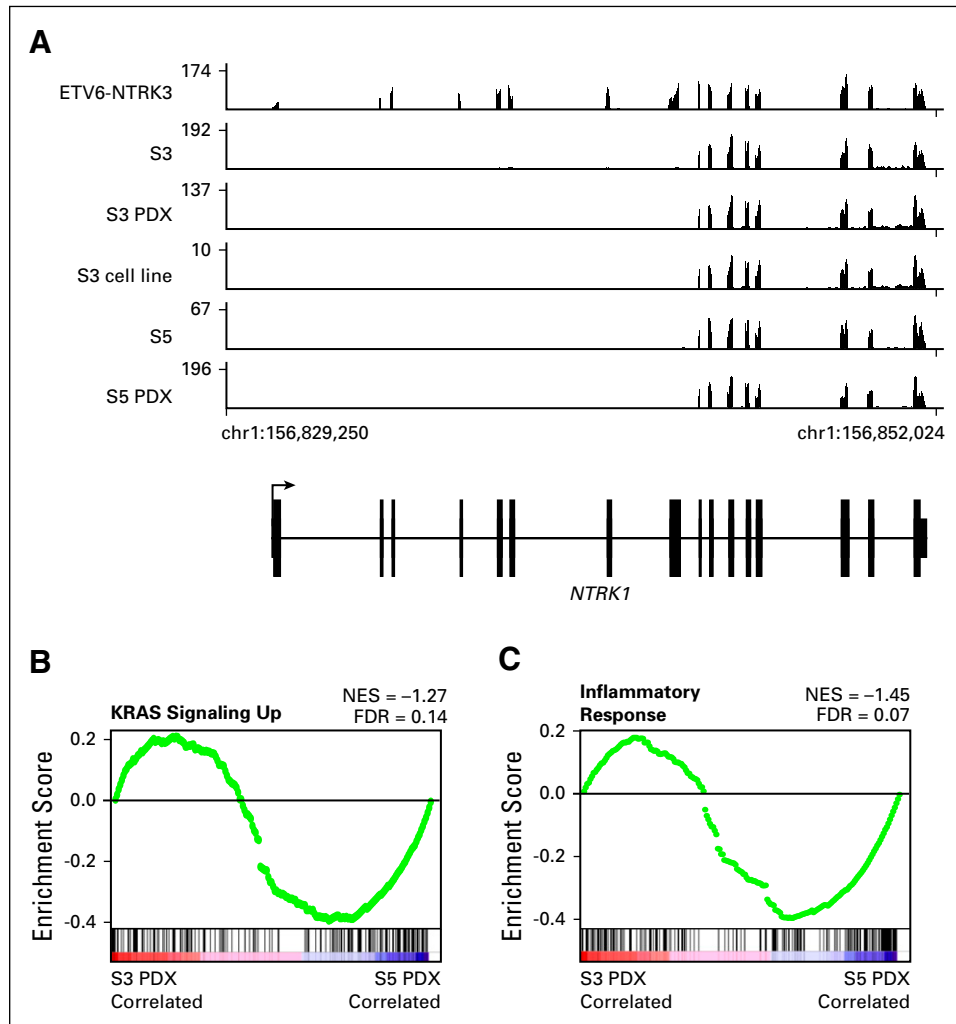 A
174
ETV6-NTRK3
192
S3
137
S3 PDX
10
S3 cell line
67
S5
196
S5 PDX
chr1:156,829,250
chr1:156,852,024
NTRK1
B
KRAS Signaling Up
NES = –1.27
FDR = 0.14
Enrichment Score
0.2
0.0
-0.2
-0.4
S3 PDX
Correlated
S5 PDX
Correlated
C
Inflammatory
Response
NES = –1.45
FDR = 0.07
Enrichment Score
0.2
0.0
-0.2
-0.4
S3 PDX
Correlated
S5 PDX
Correlated